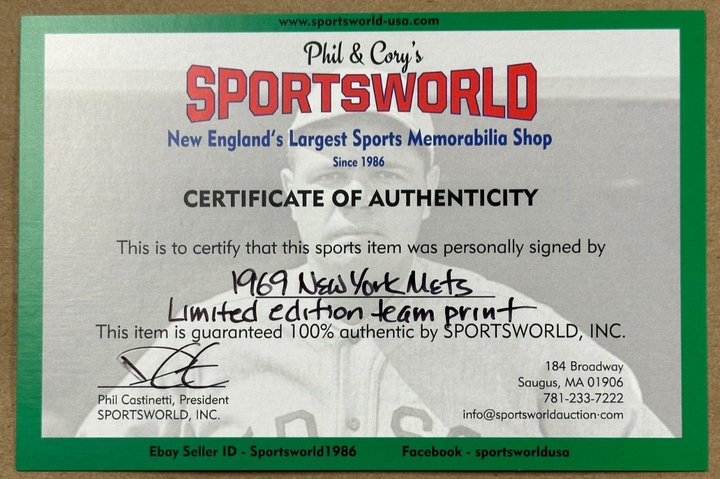 www.sportsworld-usa.com
Phil & Cory's
SPORTSWORLD
New England's Largest Sports Memorabilia Shop
Since 1986
CERTIFICATE OF AUTHENTICITY
This is to certify that this sports item was personally signed by
1969 New York Mets
Limited edition team print
This item is guaranteed 100% authentic by SPORTSWORLD, INC.
Phil Castinetti, President
SPORTSWORLD, INC.
184 Broadway
Saugus, MA 01906
781-233-7222
info@sportsworldauction.com
Ebay Seller ID - Sportsworld1986 Facebook - sportsworldusa